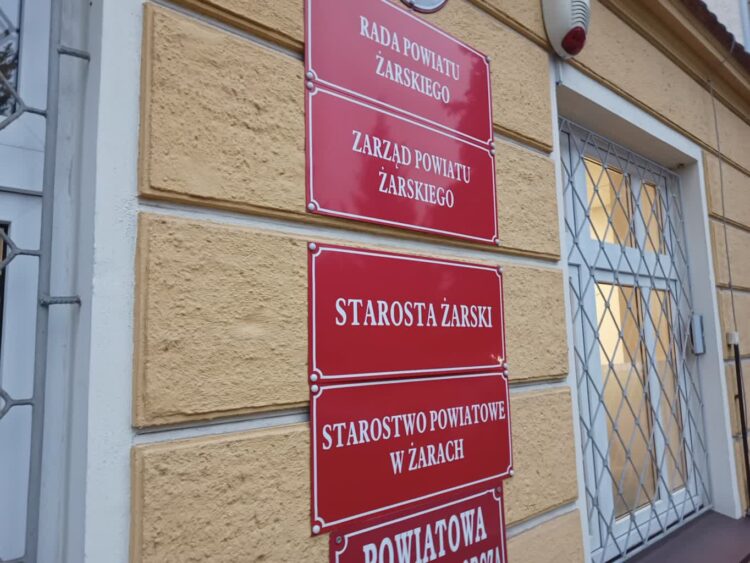 RADA POWIATU
ŻARSKIEGO
ZARZĄD POWIATU
ŻARSKIEGO
STAROSTA ŻARSKI
STAROSTWO POWIATOWE
W ŻARACH
POWIATOWA